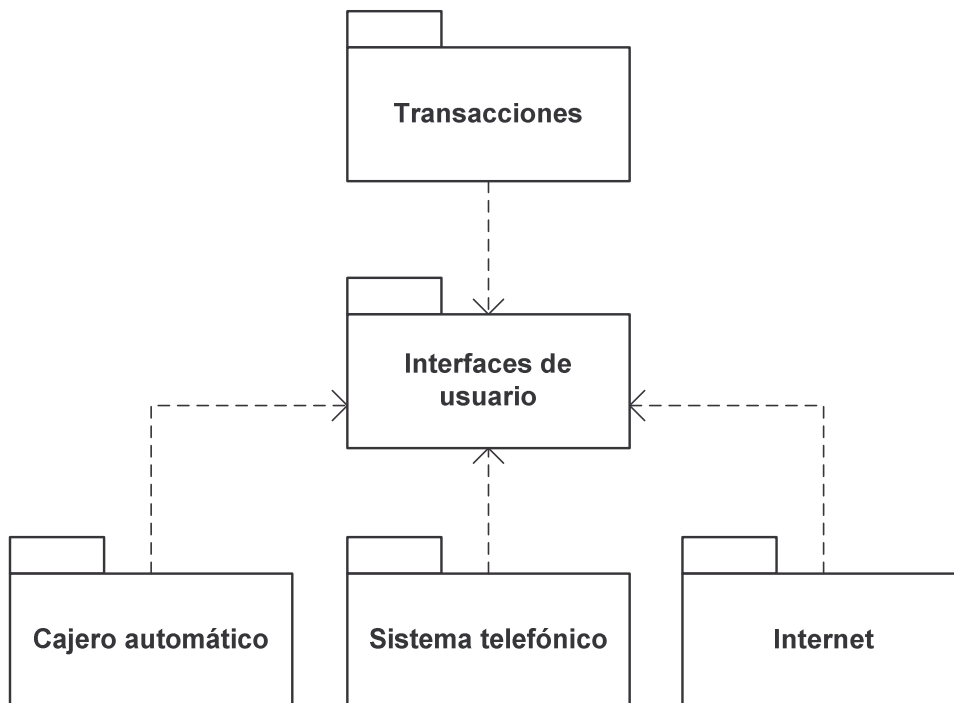 Transacciones
Interfaces de
usuario
Cajero automático
Sistema telefónico
Internet